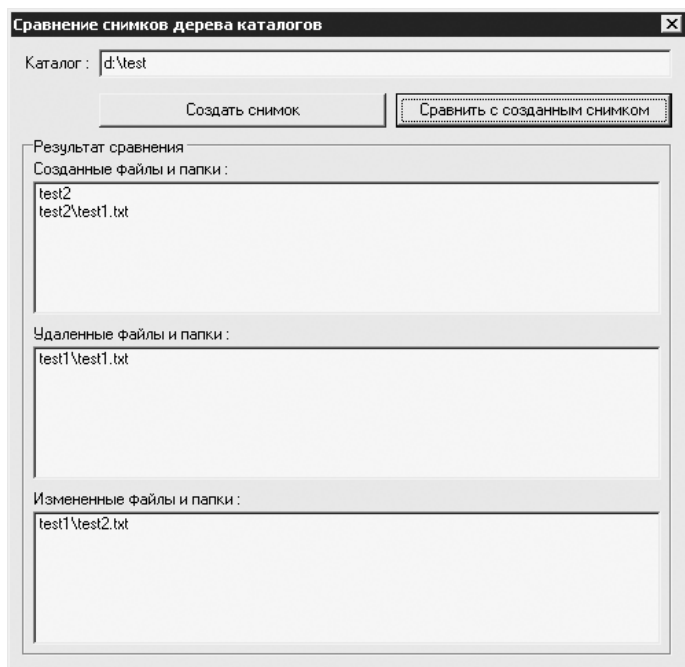 Сравнение снимков дерева каталогов
Каталог : d:\test
Создать снимок Сравнить с созданным снимком
Результат сравнения
Созданные файлы и папки :
test2
test2\test1.txt
Удаленные файлы и папки :
test1\test1.txt
Измененные файлы и папки :
test1\test2.txt